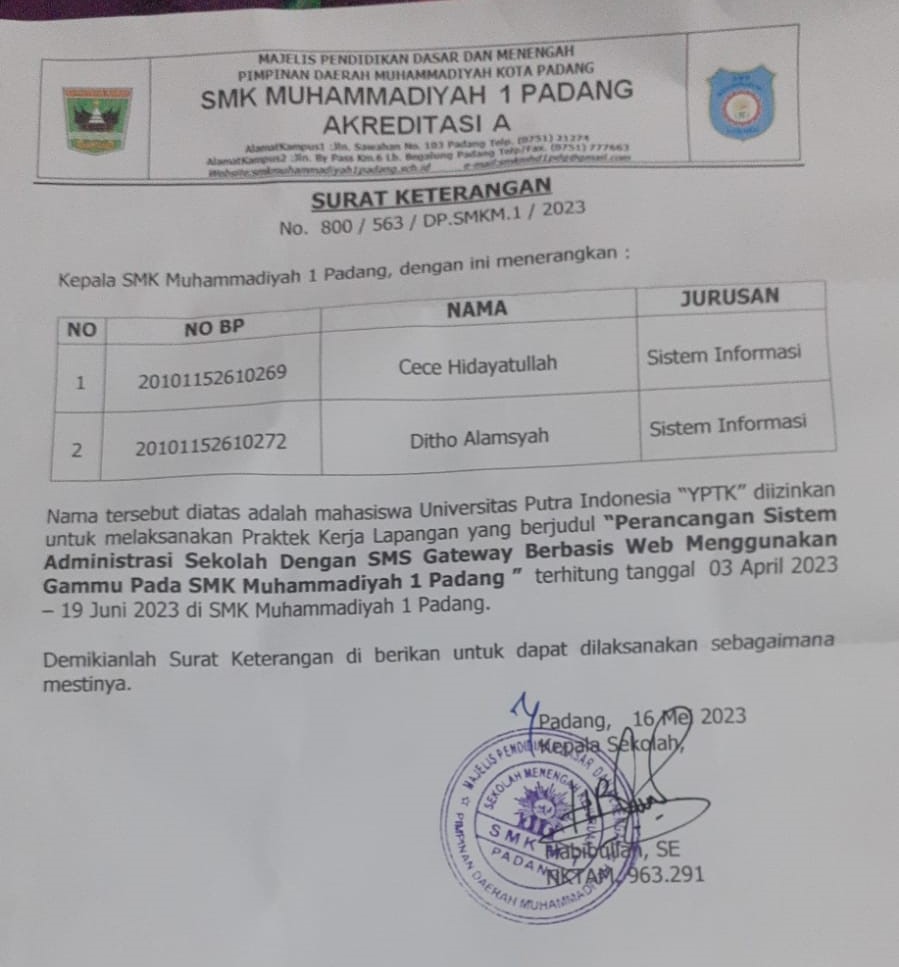 MAJELIS PENDIDIKAN DASAR DAN MENENGAH
PIMPINAN DAERAH MUHAMMADIYAH KOTA PADANG
SMK MUHAMMADIYAH 1 PADANG
AKREDITASI A
AlamatKampus1 :Jln. Sawahan No. 103 Padang Telp. (0751) 21274
AlamatKampus2 :Jln. By Pass Km.6 Lb. Begalung Padang Telp/Fax. (0751) 777663
Website:smkmuhammadiyah1padang.sch.id
SURAT KETERANGAN
No. 800 / 563 / DP.SMKM.1 / 2023
Kepala SMK Muhammadiyah 1 Padang, dengan ini menerangkan :
NO NO BP NAMA JURUSAN
1 20101152610269 Cece Hidayatullah Sistem Informasi
2 20101152610272 Ditho Alamsyah Sistem Informasi
Nama tersebut diatas adalah mahasiswa Universitas Putra Indonesia "YPTK" diizinkan
untuk melaksanakan Praktek Kerja Lapangan yang berjudul "Perancangan Sistem
Administrasi Sekolah Dengan SMS Gateway Berbasis Web Menggunakan
Gammu Pada SMK Muhammadiyah 1 Padang " terhitung tanggal 03 April 2023
– 19 Juni 2023 di SMK Muhammadiyah 1 Padang.
Demikianlah Surat Keterangan di berikan untuk dapat dilaksanakan sebagaimana
mestinya.
Padang, 16 Mei 2023
Kepala Sekolah,
MAJELIS PENDIDIKAN DASAR DAN MENENGAH
SEKOLAH MENENGAH
SMK
PADANG
PIMPINAN DAERAH MUHAMMADIYAH
Habibullah, SE
NKTAM. 963.291